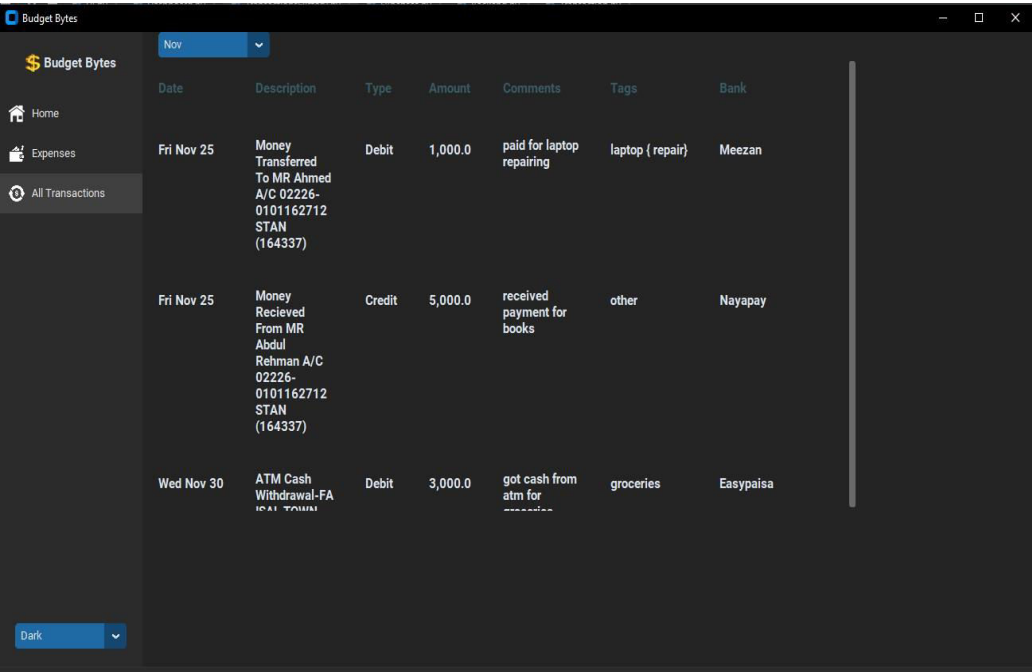 Budget Bytes
Budget Bytes
Home
Expenses
All Transactions
Dark
Nov
Date Description Type Amount Comments Tags Bank
Fri Nov 25 Money Debit 1,000.0 paid for laptop laptop { repair} Meezan
Transferred repairing
To MR Ahmed
A/C 02226-
0101162712
STAN
(164337)
Fri Nov 25 Money Credit 5,000.0 received other Nayapay
Recieved payment for
From MR books
Abdul
Rehman A/C
02226-
0101162712
STAN
(164337)
Wed Nov 30 ATM Cash Debit 3,000.0 got cash from groceries Easypaisa
Withdrawal-FA atm for
ISAL TOWN groceries